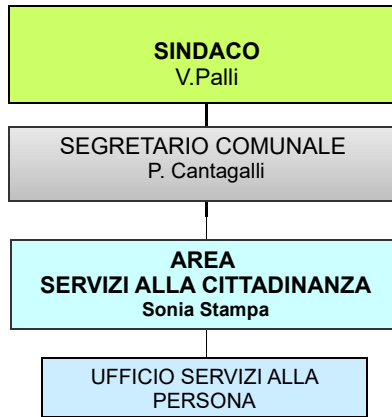 SINDACO
V.Palli
SEGRETARIO COMUNALE
P. Cantagalli
AREA
SERVIZI ALLA CITTADINANZA
Sonia Stampa
UFFICIO SERVIZI ALLA
PERSONA